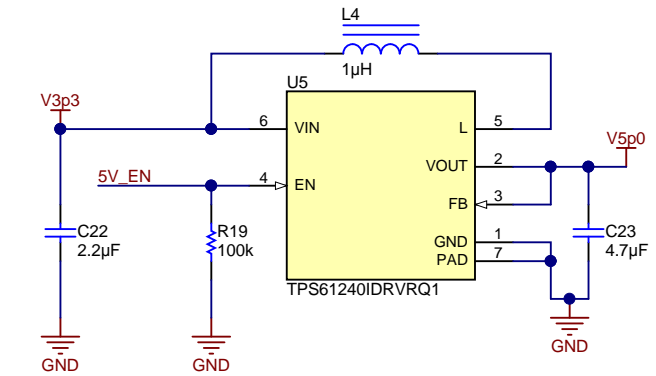 L4
1µH
U5
V3p3
6 VIN L 5
V5p0
VOUT 2
5V_EN 4 EN
FB 3
C22
2.2µF
R19
100k
GND 1
PAD 7
C23
4.7µF
TPS61240IDRVRQ1
GND
GND
GND